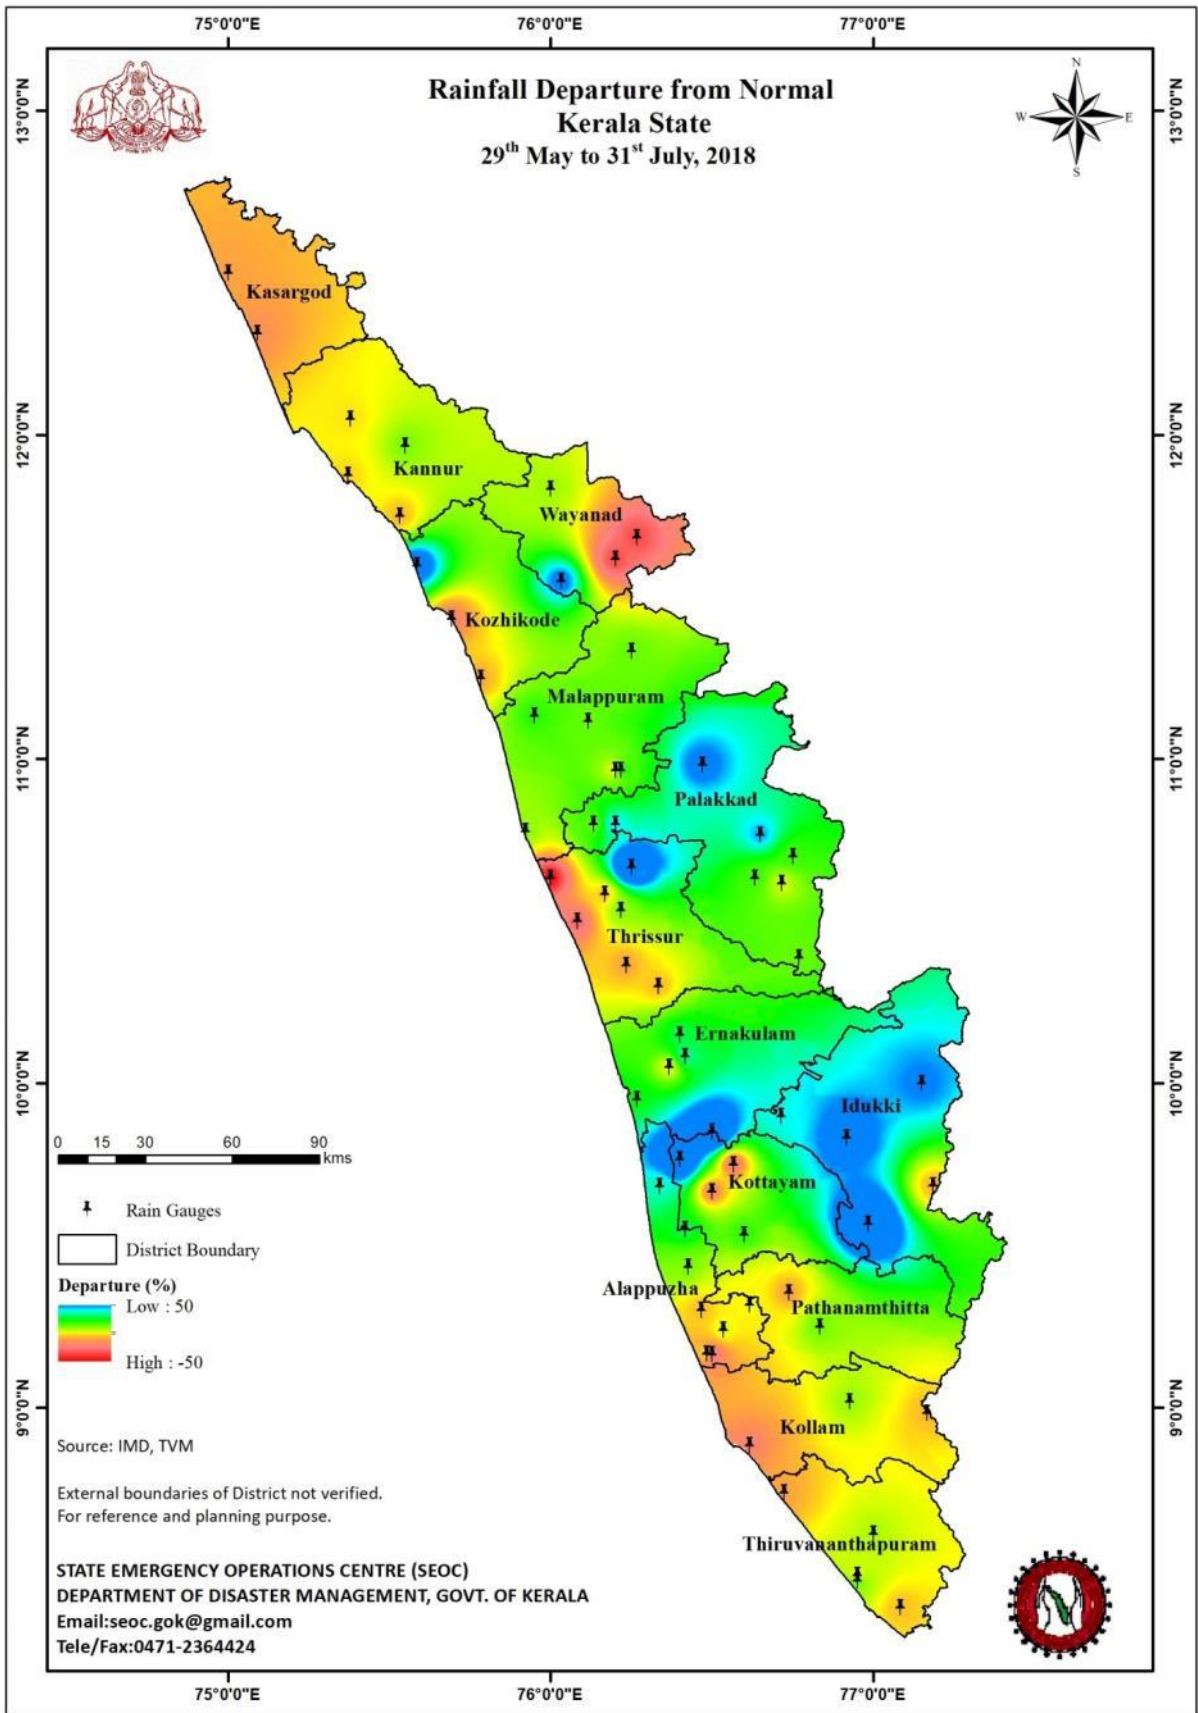 75°0'0"E 76°0'0"E 77°0'0"E
Rainfall Departure from Normal
Kerala State
29th May to 31st July, 2018
N
W E
S
13°0'0"N 13°0'0"N
Kasargod
12°0'0"N 12°0'0"N
Kannur
Wayanad
Kozhikode
Malappuram
11°0'0"N 11°0'0"N
Palakkad
Thrissur
Ernakulam
10°0'0"N 10°0'0"N
Idukki
0 15 30 60 90
kms
Kottayam
Rain Gauges
District Boundary
Departure (%)
Low : 50
High : -50
Alappuzha
Pathanamthitta
9°0'0"N 9°0'0"N
Kollam
Source: IMD, TVM
External boundaries of District not verified.
For reference and planning purpose.
Thiruvananthapuram
STATE EMERGENCY OPERATIONS CENTRE (SEOC)
DEPARTMENT OF DISASTER MANAGEMENT, GOVT. OF KERALA
Email:seoc.gok@gmail.com
Tele/Fax:0471-2364424
75°0'0"E 76°0'0"E 77°0'0"E